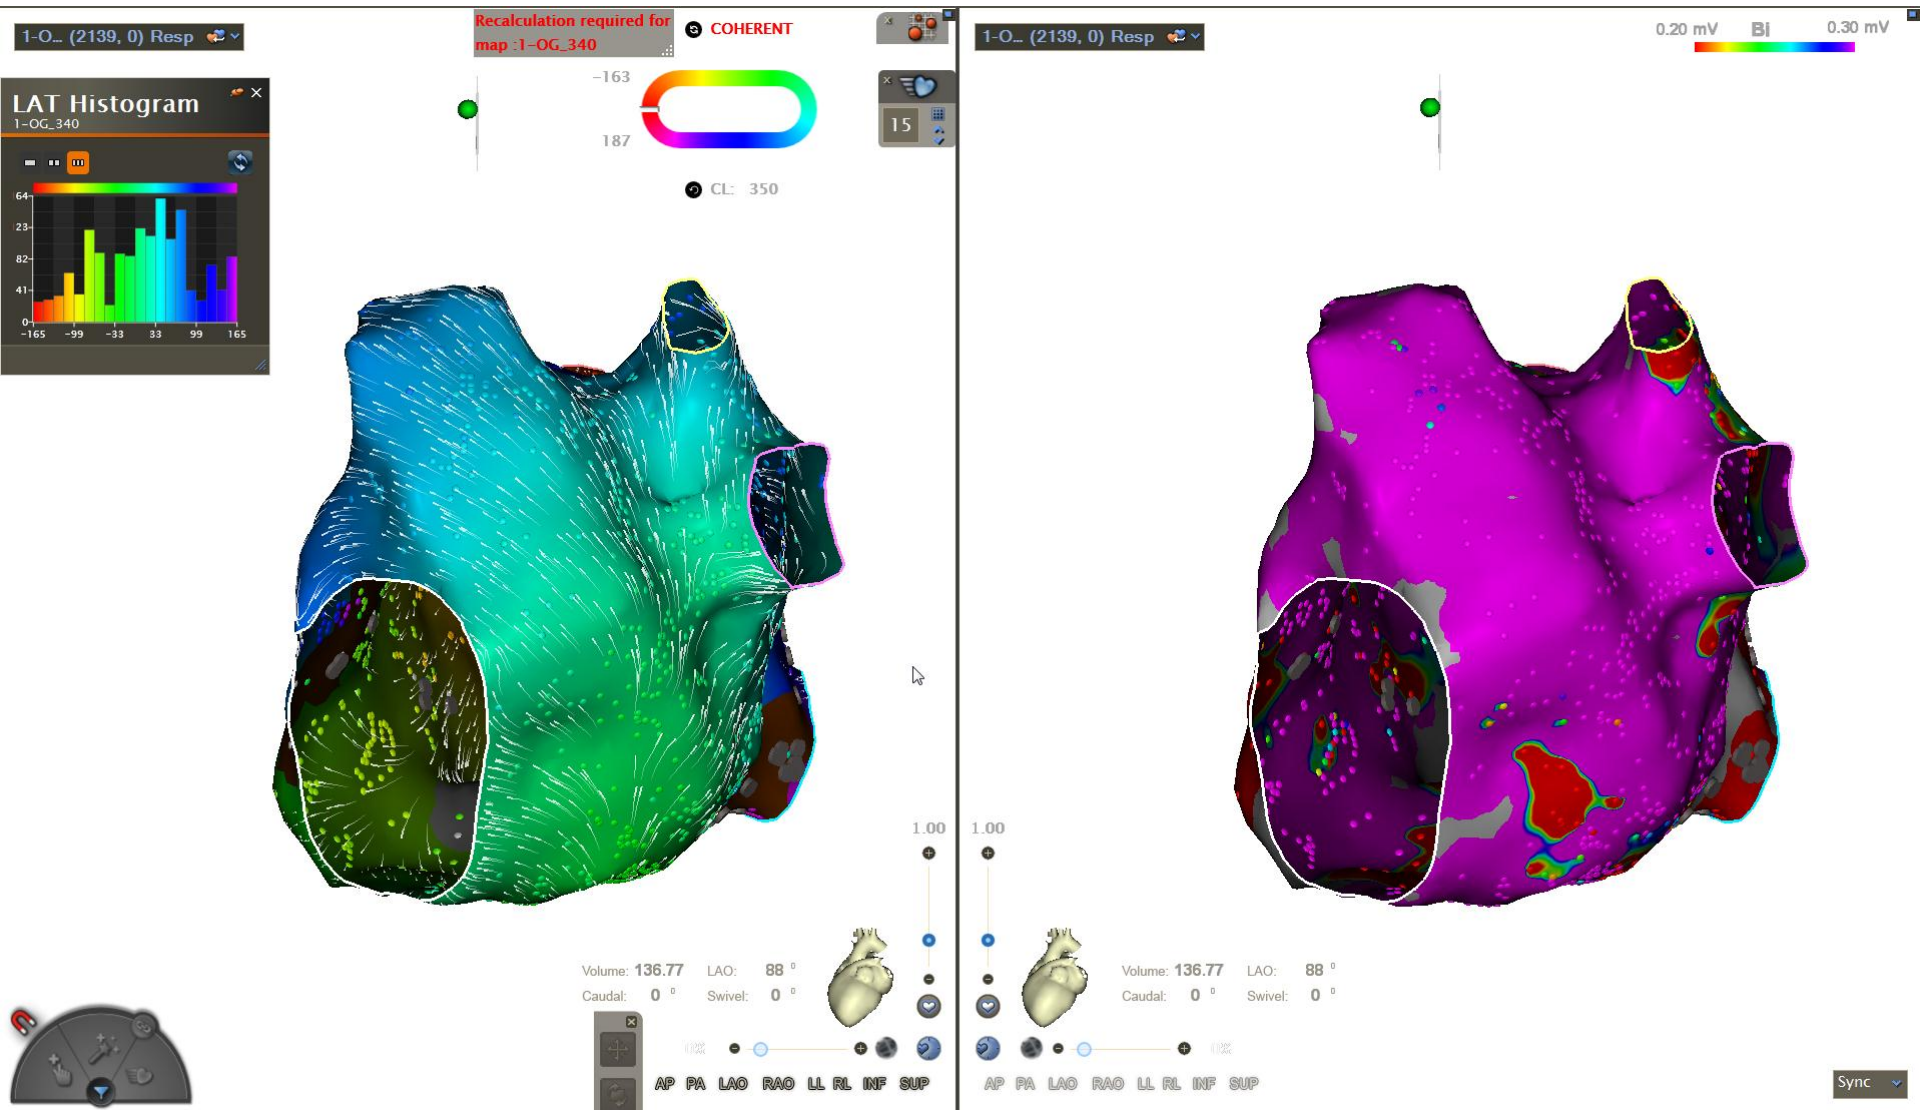 1-O... (2139, 0) Resp
Recalculation required for
map :1-OG_340
COHERENT
-163
187
CL: 350
15
LAT Histogram
1-OG_340
64
23
82
41
0
-165 -99 -33 33 99 165
1.00
Volume: 136.77 LAO: 88 °
Caudal: 0 ° Swivel: 0 °
0%
AP PA LAO RAO LL RL INF SUP
1-O... (2139, 0) Resp
0.20 mV Bi 0.30 mV
1.00
Volume: 136.77 LAO: 88 °
Caudal: 0 ° Swivel: 0 °
0%
AP PA LAO RAO LL RL INF SUP
Sync